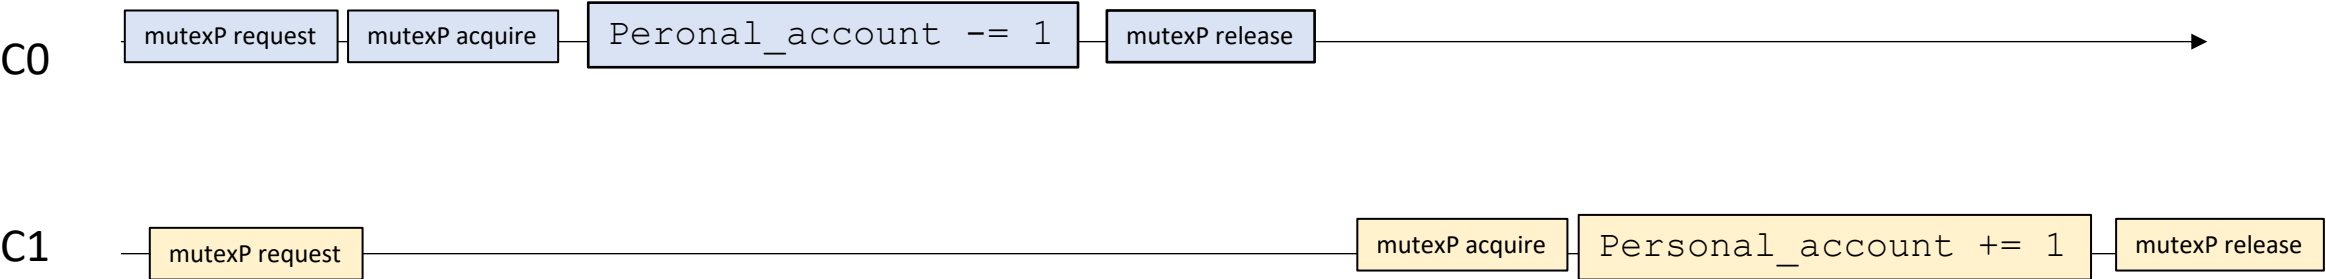 C0
mutexP request
mutexP acquire
Peronal_account -= 1
mutexP release
C1
mutexP request
mutexP acquire
Personal_account += 1
mutexP release